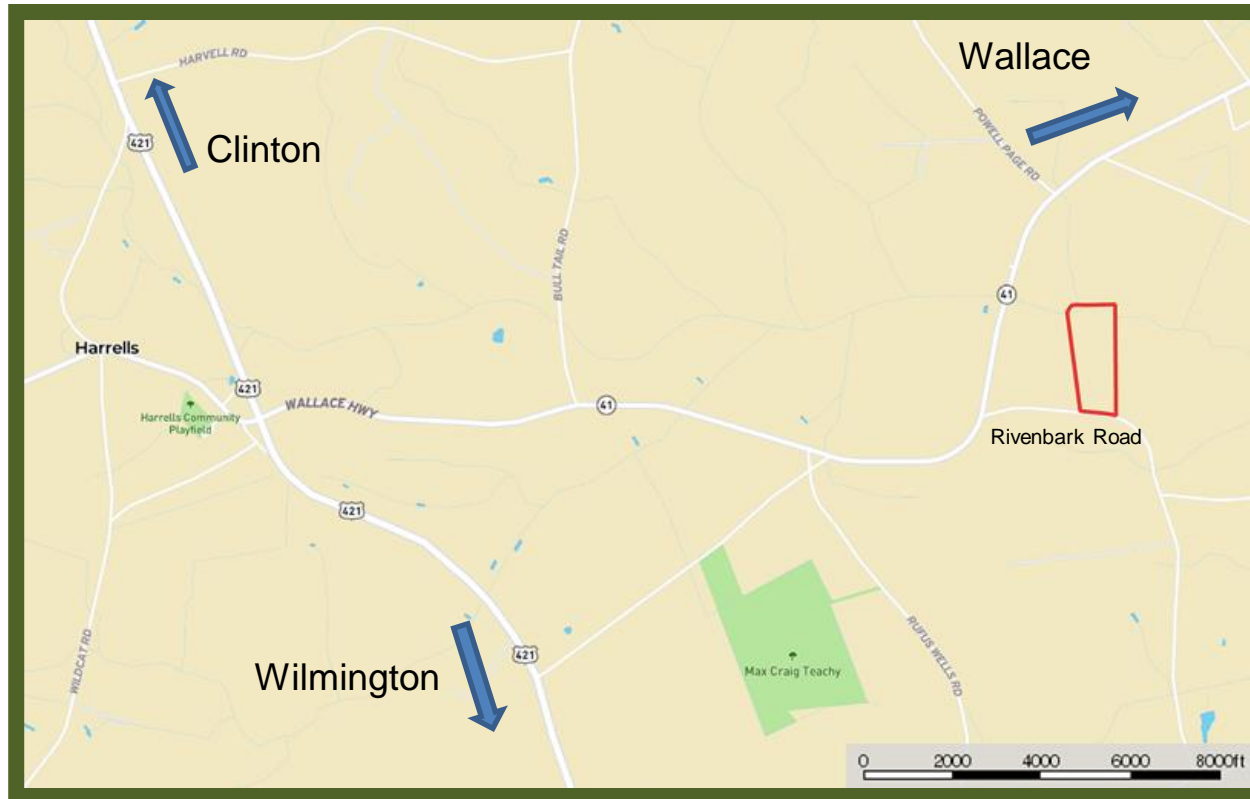 HARVELL RD
Wallace
421
Clinton
POWELL PAGE RD
BULL TAIL RD
41
Harrells
421
WALLACE HWY
41
Harrells Community
Playfield
Rivenbark Road
421
WILDCAT RD
Wilmington
421
Max Craig Teachy
RUFUS WELLS RD
0 2000 4000 6000 8000ft